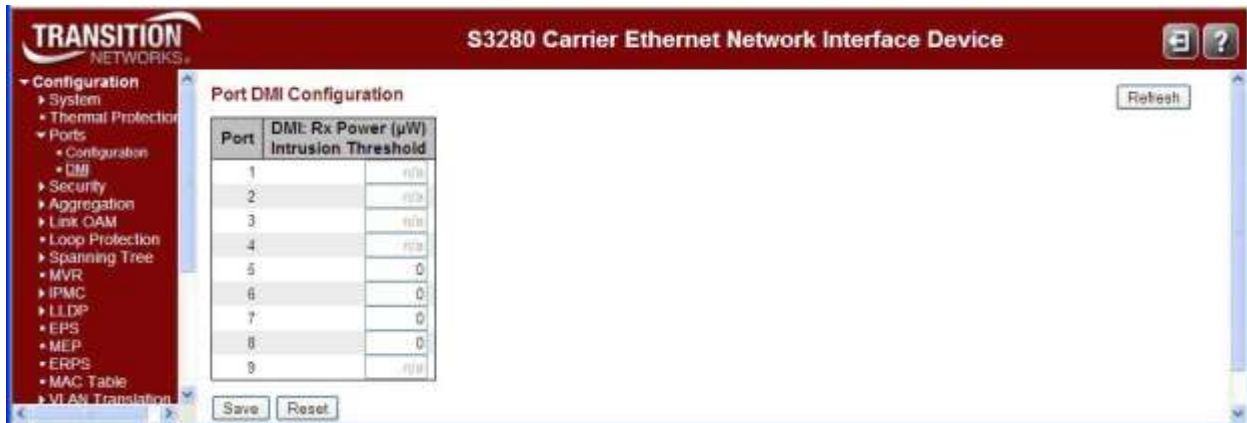 TRANSITION
NETWORKS®
S3280 Carrier Ethernet Network Interface Device
?
Configuration
System
Thermal Protection
Ports
Configuration
DMI
Security
Aggregation
Link OAM
Loop Protection
Spanning Tree
MVR
IPMC
LLDP
EPS
MEP
ERPS
MAC Table
VLAN Translation
Port DMI Configuration
Refresh
Port DMI: Rx Power (µW) Intrusion Threshold
1 n/a
2 n/a
3 n/a
4 n/a
5 0
6 0
7 0
8 0
9 n/a
Save Reset